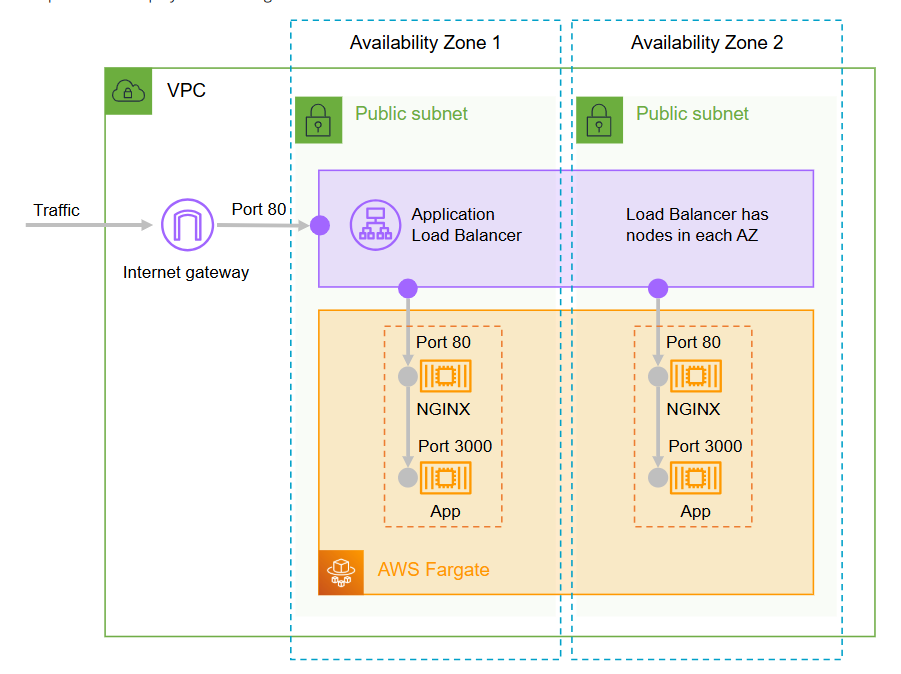 Availability Zone 1
Availability Zone 2
VPC
Public subnet
Public subnet
Traffic
Port 80
Internet gateway
Application
Load Balancer
Load Balancer has
nodes in each AZ
Port 80
NGINX
Port 3000
App
Port 80
NGINX
Port 3000
App
AWS Fargate